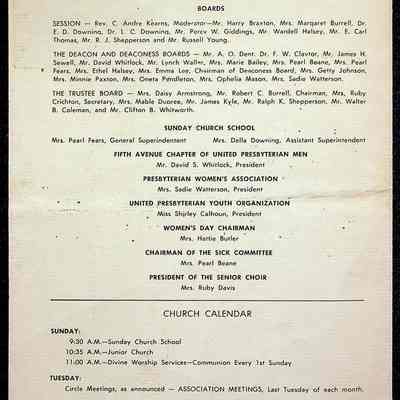 BOARDS
SESSION — Rev. C. Andre Kearns, Moderator—Mr. Harry Braxton, Mrs. Margaret Burrell, Dr.
E. D. Downing, Dr. L. C. Downing, Mr. Percy W. Giddings, Mr. Wandell Halsey, Mr. E. Carl
Thomas, Mr. R. J. Shepperson and Mr. Russell Young.
THE DEACON and DEACONESS BOARDS — Mr. A. O. Dent, Dr. F. W. Claytor, Mr. James H.
Sewell, Mr. David Whitlock, Mr. Lynch Waller, Mrs. Marie Bailey, Mrs. Pearl Beane, Mrs. Pearl
Fears, Mrs. Ethel Halsey, Mrs. Emma Lee, Chairman of Deaconess Board, Mrs. Getty Johnson,
Mrs. Minnie Paxton, Mrs. Oneta Pendleton, Mrs. Ophelia Mason, Mrs. Sadie Watterson.
THE TRUSTEE BOARD — Mrs. Daisy Armstrong, Mr. Robert C. Burrell, Chairman, Mrs. Ruby
Crichton, Secretary, Mrs. Mable Dupree, Mr. James Kyle, Mr. Ralph K. Shepperson, Mr. Walter
B. Coleman, and Mr. Clifton B. Whitworth.
SUNDAY CHURCH SCHOOL
Mrs. Pearl Fears, General Superintendent Mrs. Della Downing, Assistant Superintendent
FIFTH AVENUE CHAPTER OF UNITED PRESBYTERIAN MEN
Mr. David S. Whitlock, President
PRESBYTERIAN WOMEN'S ASSOCIATION
Mrs. Sadie Watterson, President
UNITED PRESBYTERIAN YOUTH ORGANIZATION
Miss Shirley Calhoun, President
WOMEN'S DAY CHAIRMAN
Mrs. Hattie Butler
CHAIRMAN OF THE SICK COMMITTEE
Mrs. Pearl Beane
PRESIDENT OF THE SENIOR CHOIR
Mrs. Ruby Davis
CHURCH CALENDAR
SUNDAY:
9:30 A.M.—Sunday Church School
10:35 A.M.—Junior Church
11:00 A.M.—Divine Worship Services—Communion Every 1st Sunday
TUESDAY:
Circle Meetings, as announced — ASSOCIATION MEETINGS, Last Tuesday of each month.